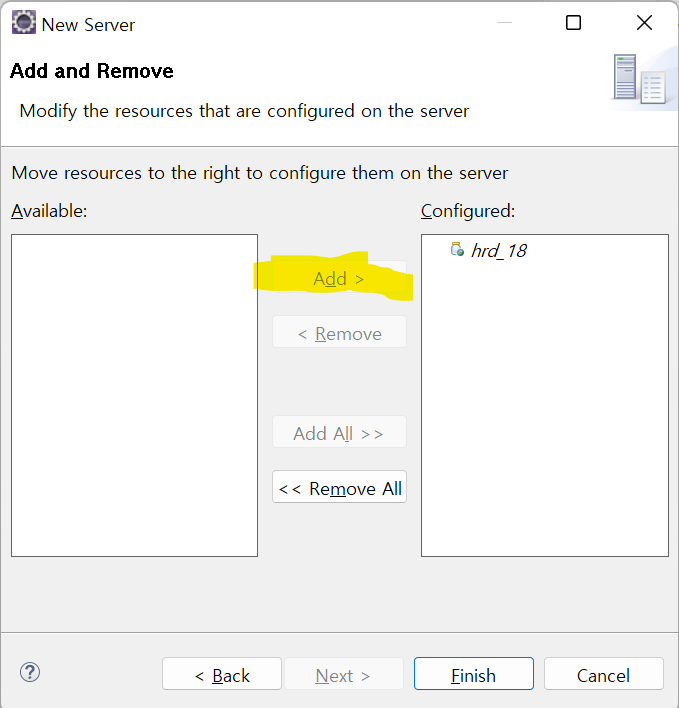 New Server
Add and Remove
Modify the resources that are configured on the server
Move resources to the right to configure them on the server
Available:
Configured:
hrd_18
Add >
< Remove
Add All >>
<< Remove All
?
< Back
Next >
Finish
Cancel